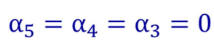 α₅ = α₄ = α₃ = 0